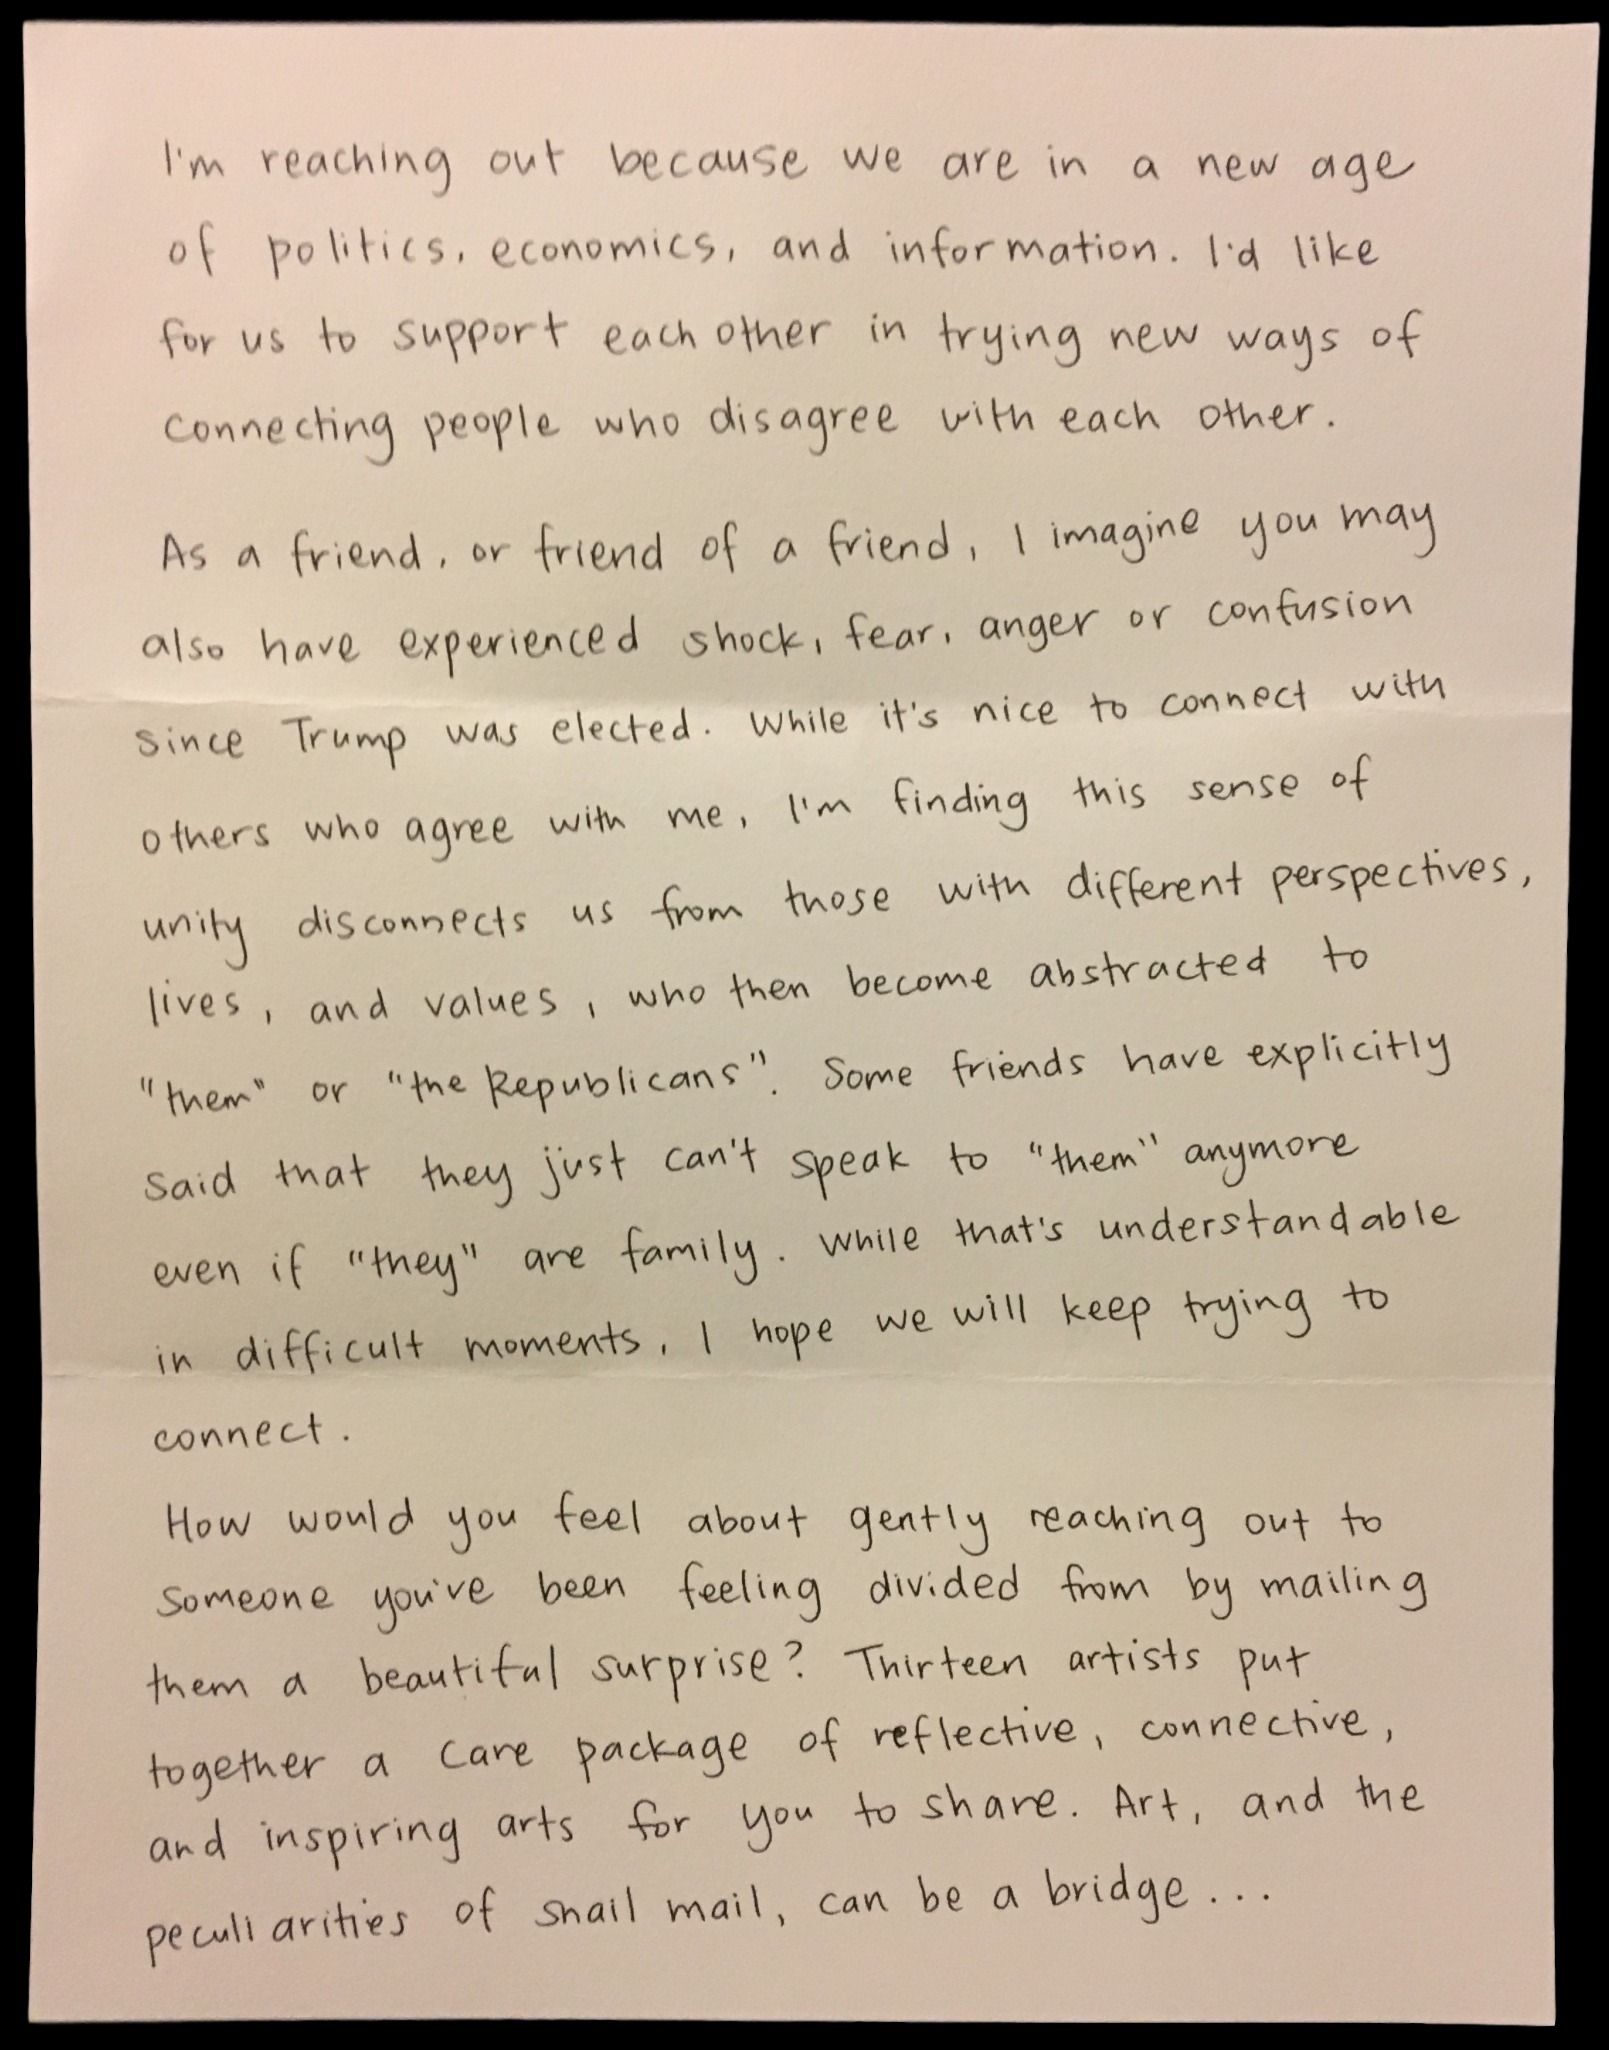 I'm reaching out because we are in a new age
of politics, economics, and information. I'd like
for us to support each other in trying new ways of
connecting people who disagree with each other.
As a friend, or friend of a friend, I imagine you may
also have experienced shock, fear, anger or confusion
since Trump was elected. While it's nice to connect with
others who agree with me, I'm finding this sense of
unity disconnects us from those with different perspectives,
lives, and values, who then become abstracted to
"them" or "the Republicans". Some friends have explicitly
said that they just can't speak to "them" anymore
even if "they" are family. While that's understandable
in difficult moments, I hope we will keep trying to
connect.
How would you feel about gently reaching out to
someone you've been feeling divided from by mailing
them a beautiful surprise? Thirteen artists put
together a care package of reflective, connective,
and inspiring arts for you to share. Art, and the
peculiarities of snail mail, can be a bridge...